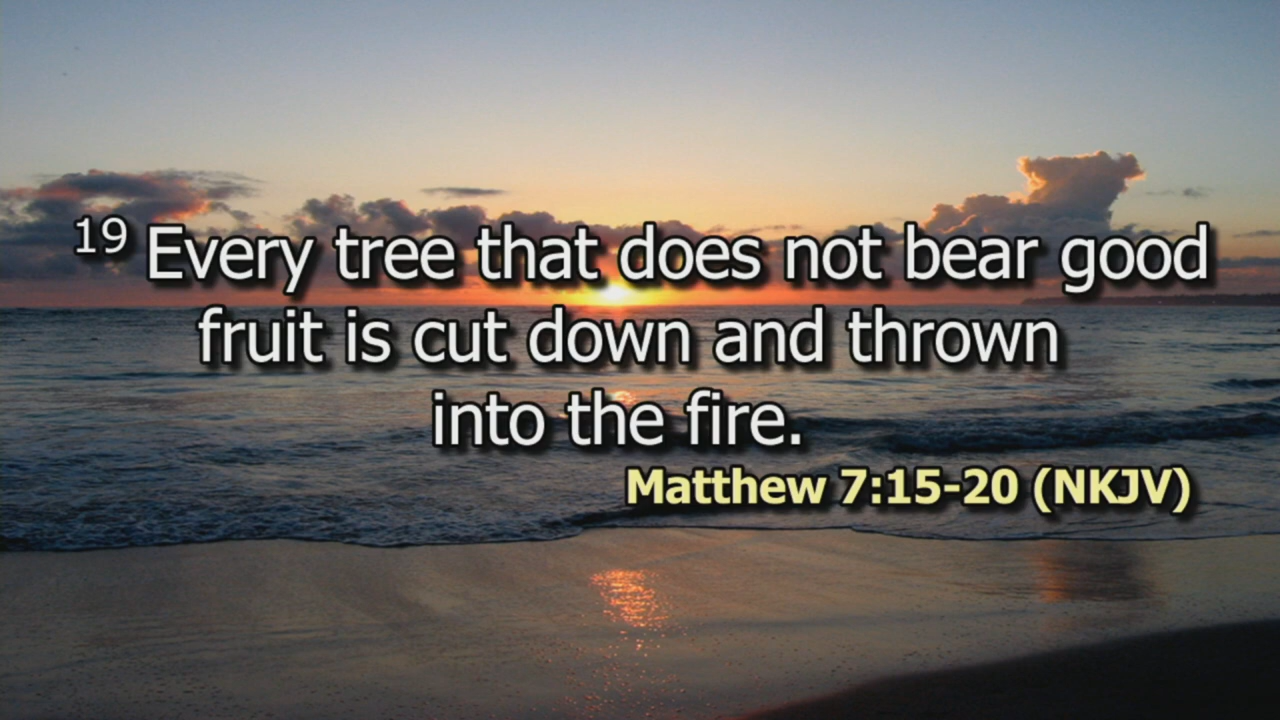 19 Every tree that does not bear good
fruit is cut down and thrown
into the fire.
Matthew 7:15-20 (NKJV)